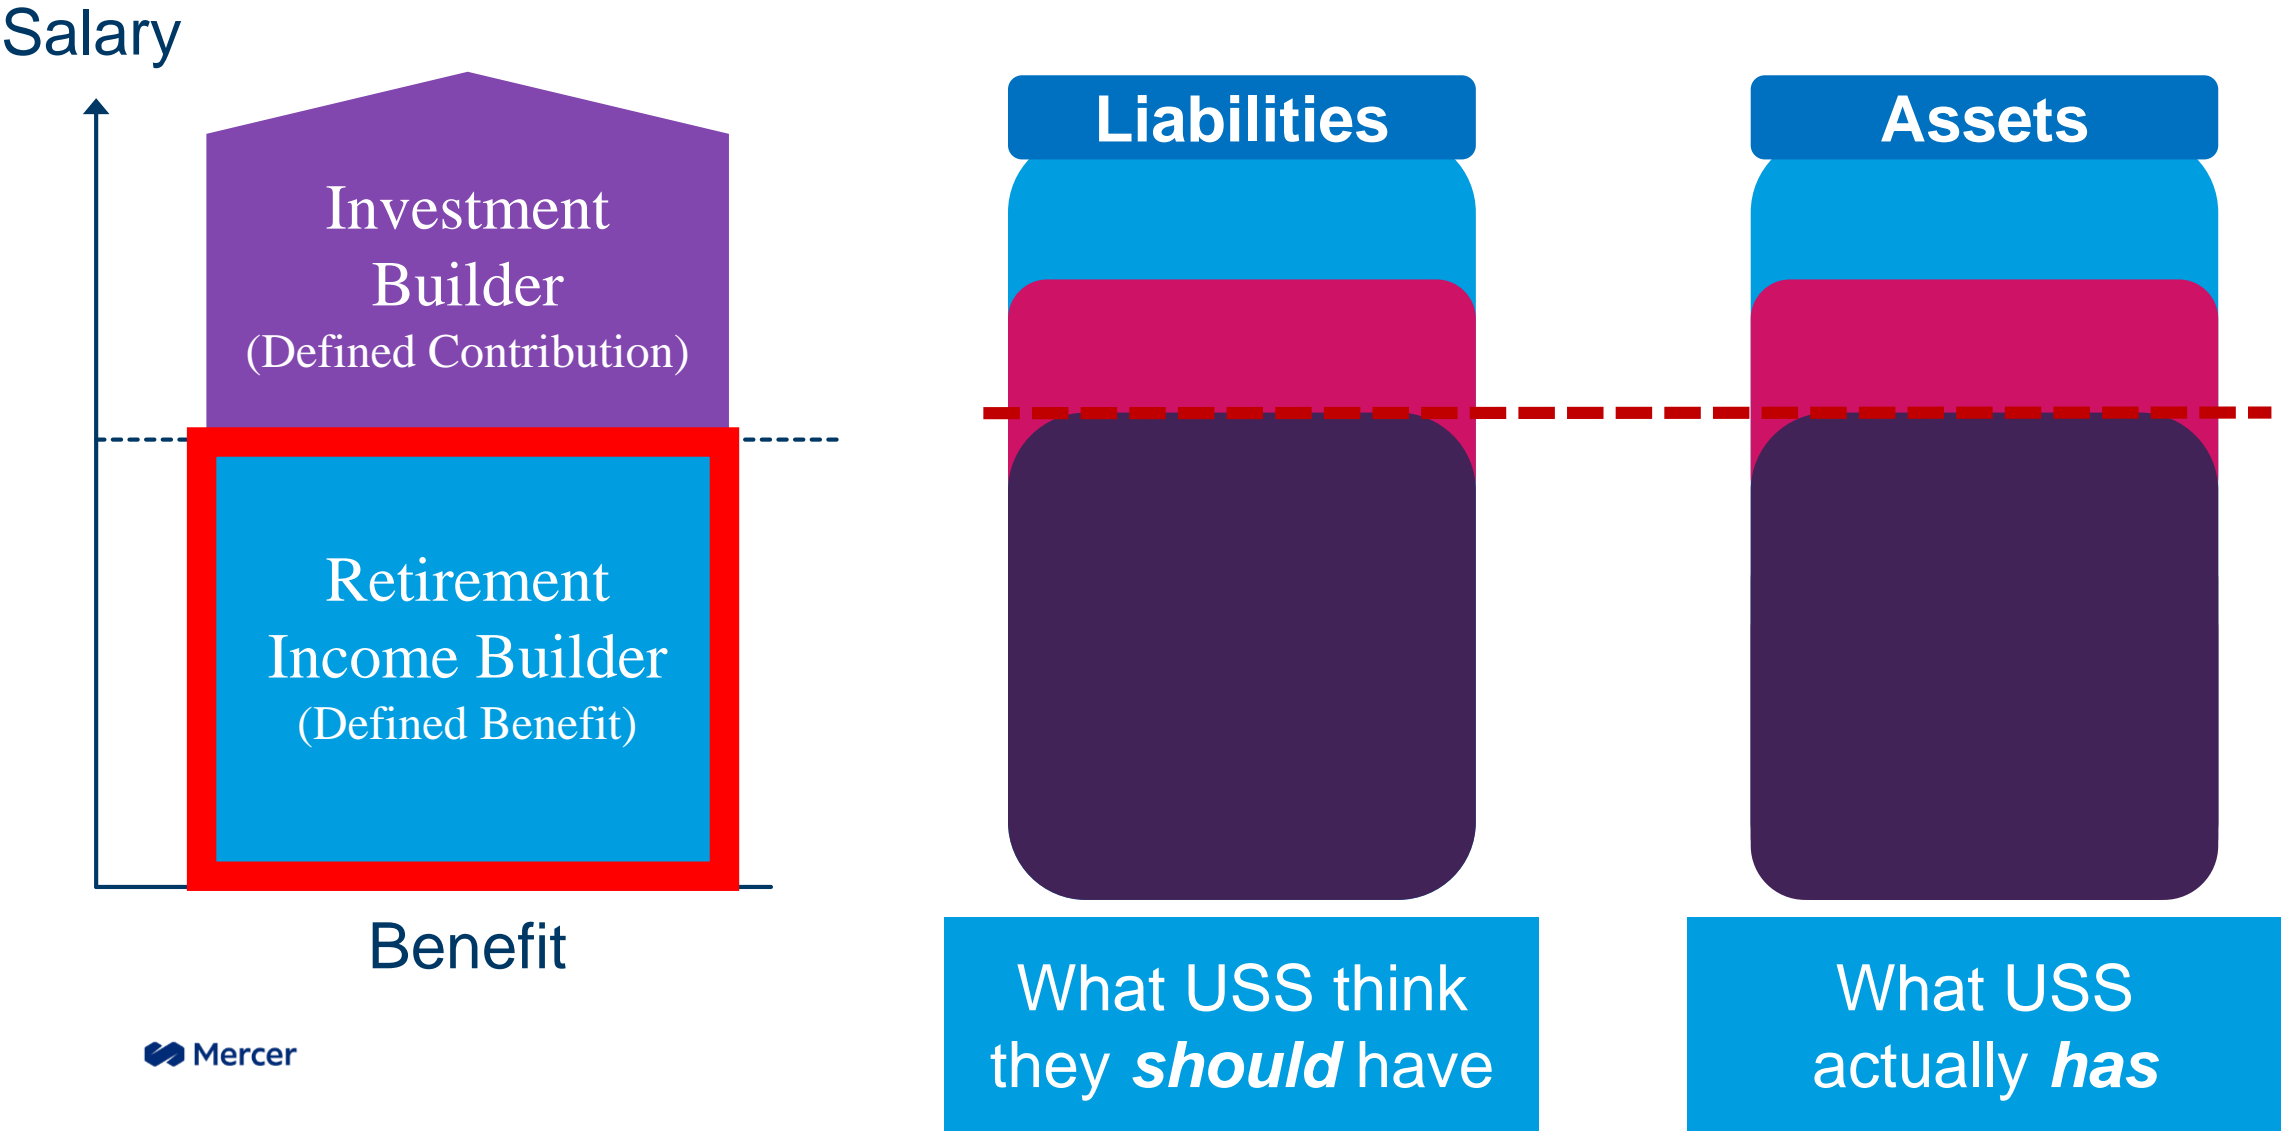 Salary
Investment
Builder
(Defined Contribution)
Retirement
Income Builder
(Defined Benefit)
Benefit
Mercer
Liabilities
What USS think
they should have
Assets
What USS
actually has